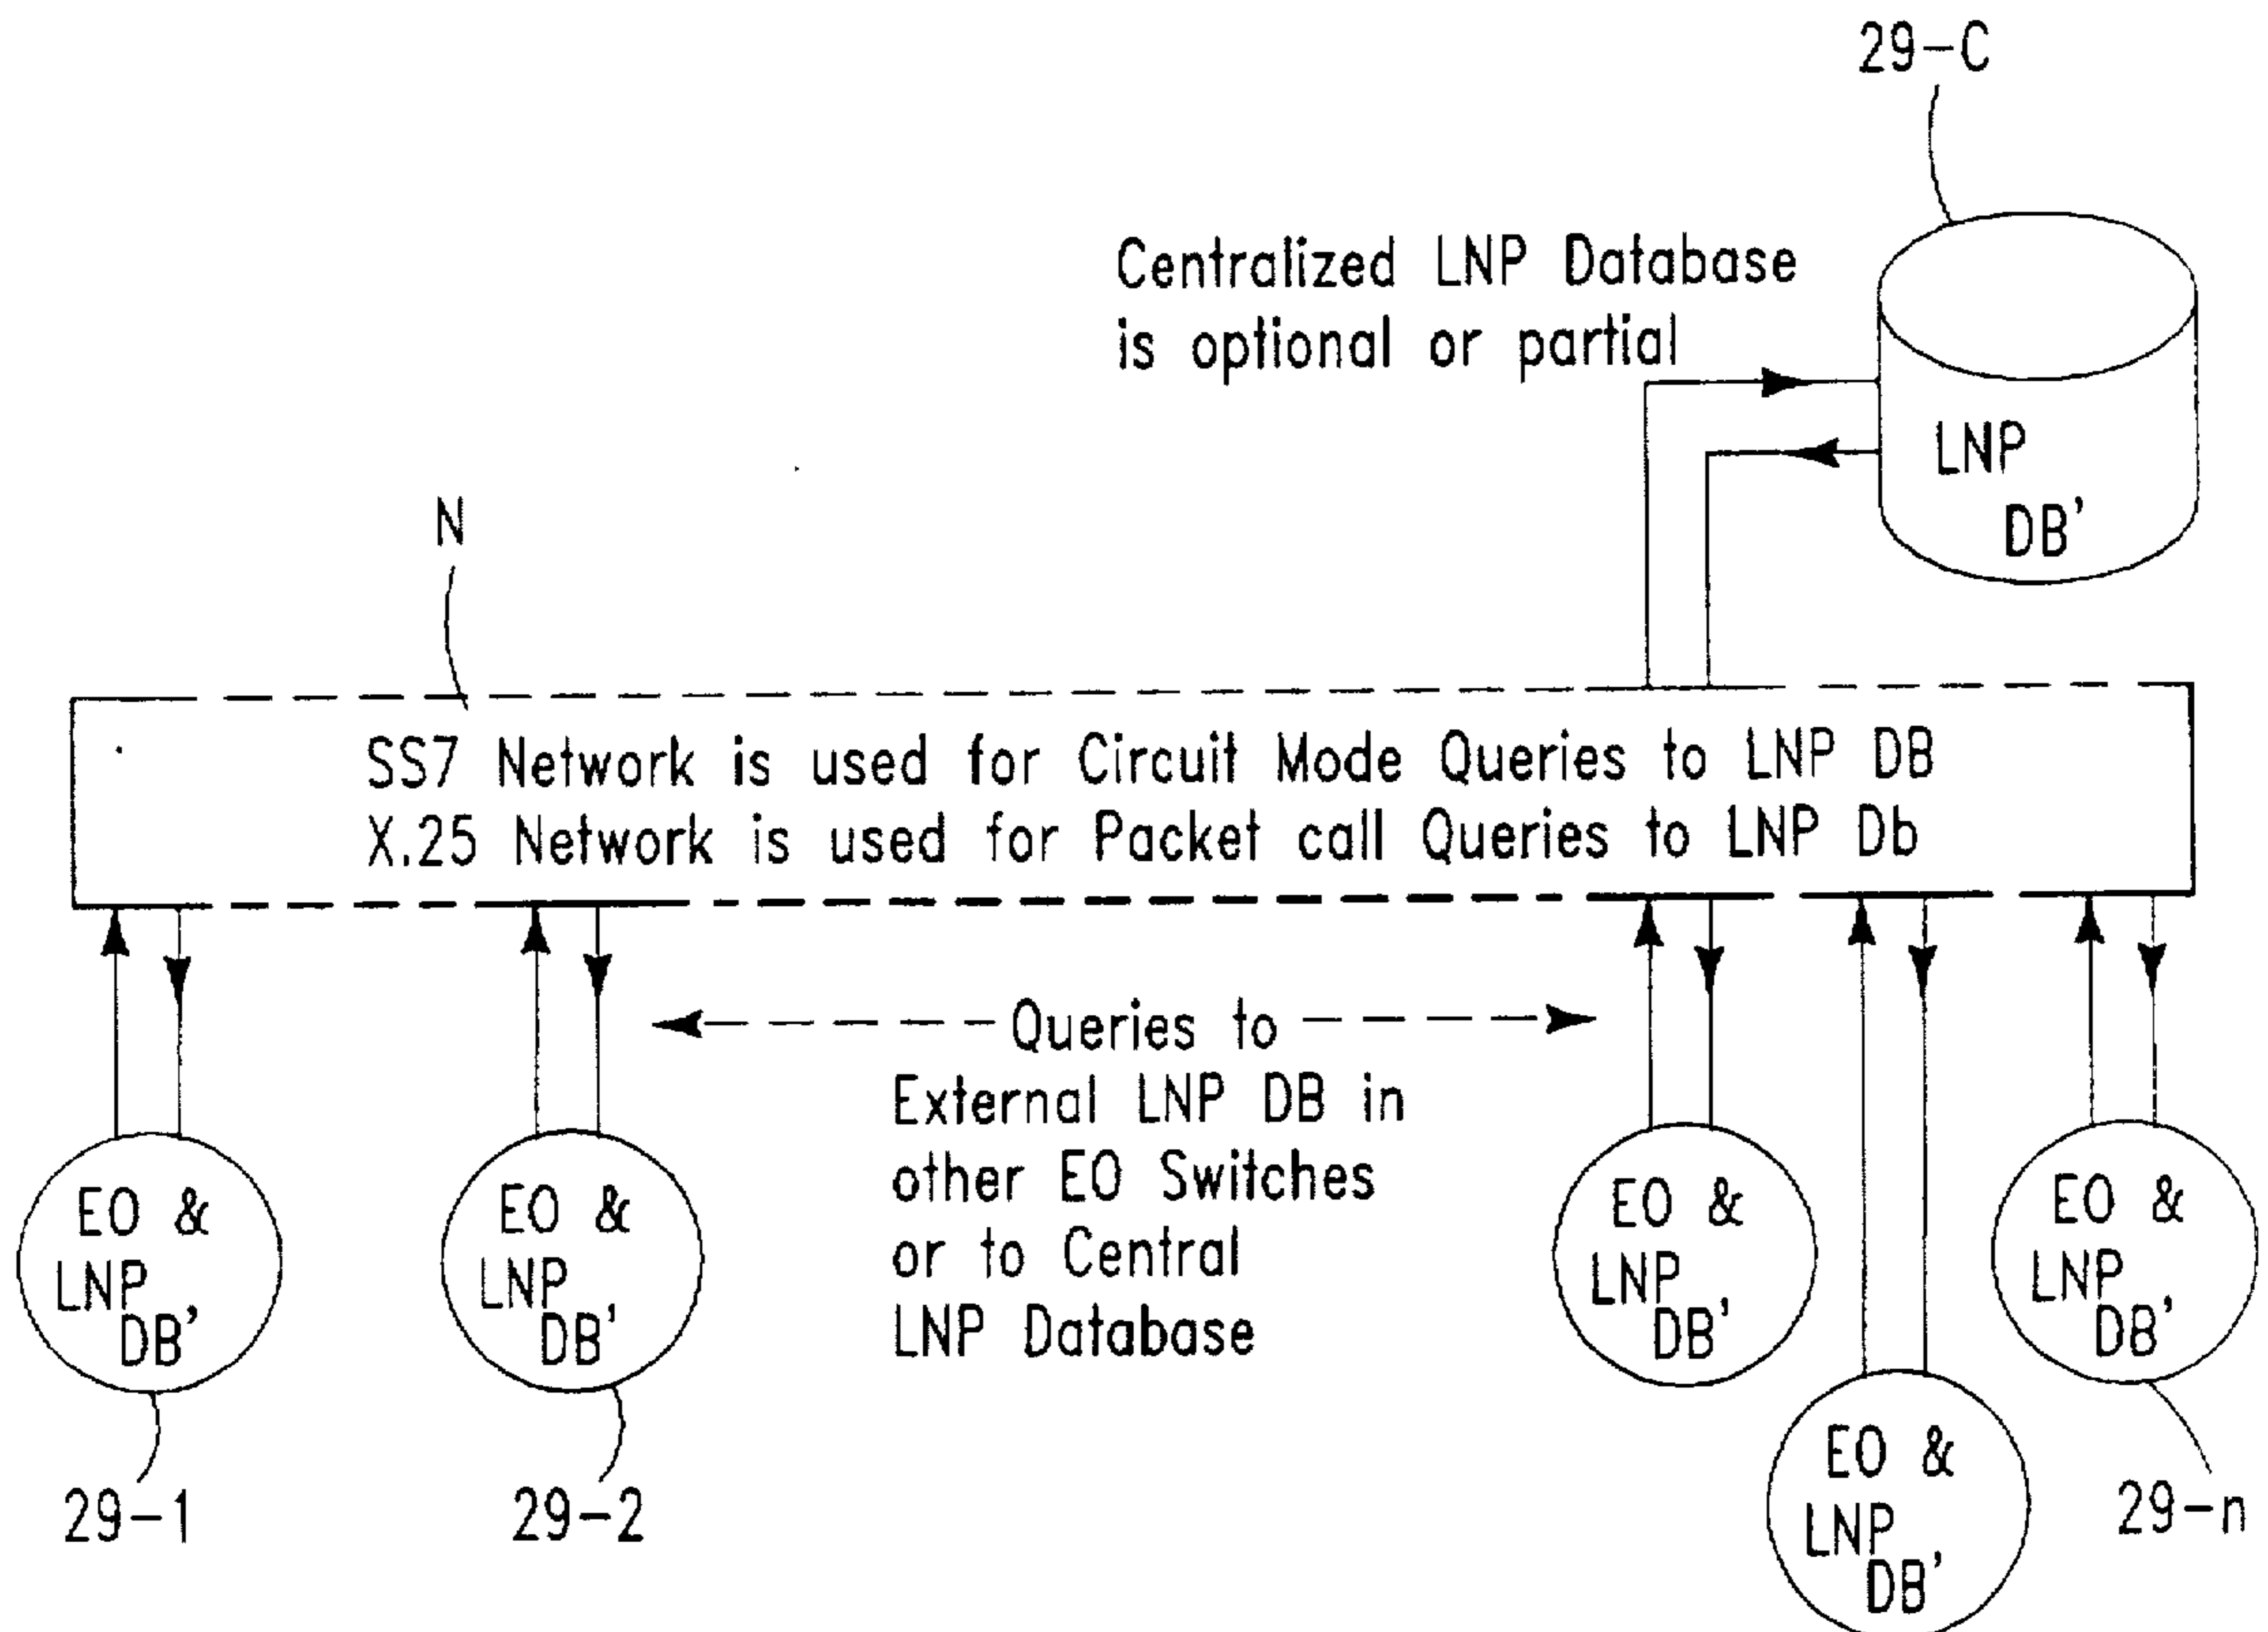 29-C
Centralized LNP Database
is optional or partial
LNP
DB'
N
SS7 Network is used for Circuit Mode Queries to LNP DB
X.25 Network is used for Packet call Queries to LNP Db
Queries to
External LNP DB in
other EO Switches
or to Central
LNP Database
EO &
LNP
DB'
29-1
EO &
LNP
DB'
29-2
EO &
LNP
DB'
EO &
LNP
DB'
EO &
LNP
DB'
29-n